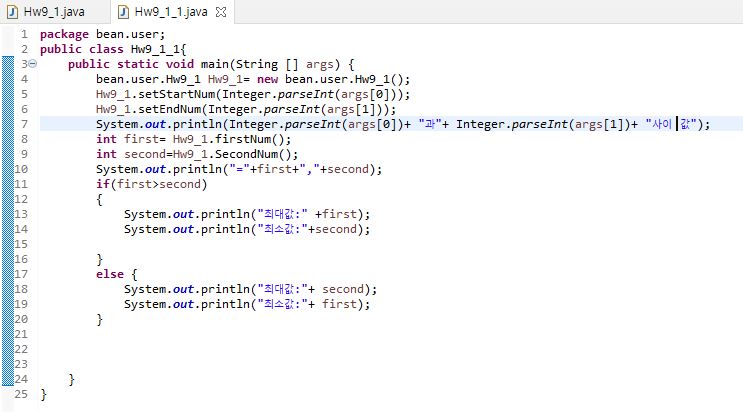 Hw9_1.java Hw9_1_1.java
1 package bean.user;
2 public class Hw9_1_1{
3 public static void main(String [] args) {
4 bean.user.Hw9_1 Hw9_1= new bean.user.Hw9_1();
5 Hw9_1.setStartNum(Integer.parseInt(args[0]));
6 Hw9_1.setEndNum(Integer.parseInt(args[1]));
7 System.out.println(Integer.parseInt(args[0])+ "과"+ Integer.parseInt(args[1])+ "사이 값");
8 int first= Hw9_1.firstNum();
9 int second=Hw9_1.SecondNum();
10 System.out.println("="+first+","+second);
11 if(first>second)
12 {
13 System.out.println("최대값:" +first);
14 System.out.println("최소값:"+second);
15
16 }
17 else {
18 System.out.println("최대값:"+ second);
19 System.out.println("최소값:"+ first);
20 }
21
22
23
24 }
25 }